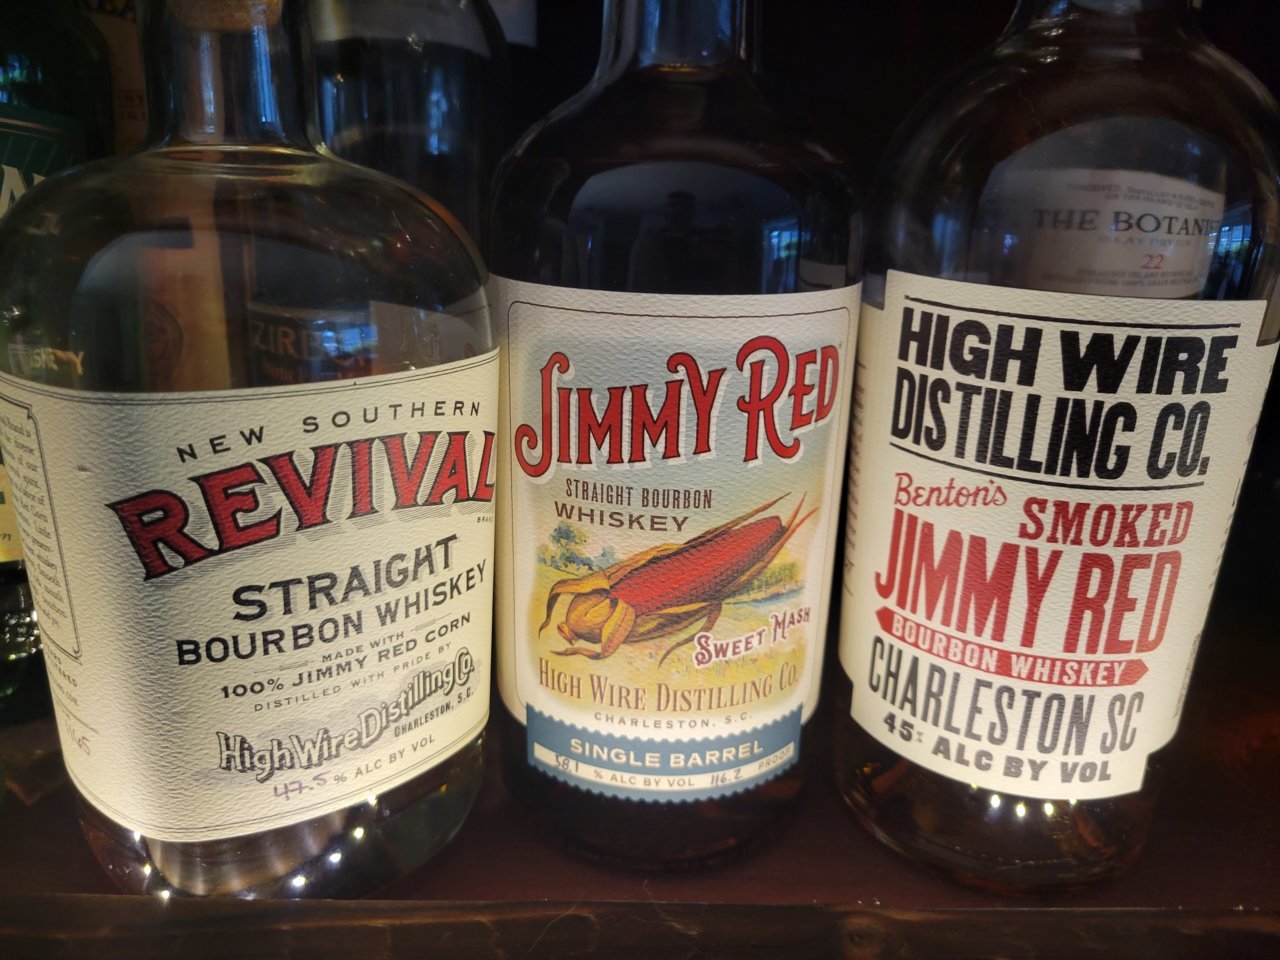 NEW SOUTHERN
REVIVAL
BRAND
STRAIGHT
BOURBON WHISKEY
MADE WITH
100% JIMMY RED CORN
DISTILLED WITH PRIDE BY
High Wire Distilling Co.
CHARLESTON, S.C.
47.5% ALC BY VOL
JIMMY RED
STRAIGHT BOURBON
WHISKEY
SWEET MASH
HIGH WIRE DISTILLING CO.
CHARLESTON, S.C.
SINGLE BARREL
58.1 % ALC BY VOL 116.2 PROOF
THE BOTANIS
22
HIGH WIRE
DISTILLING CO.
Benton's SMOKED
JIMMY RED
BOURBON WHISKEY
CHARLESTON SC
45% ALC BY VOL